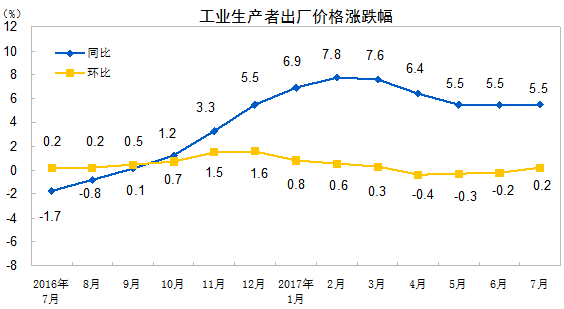 (%)
工业生产者出厂价格涨跌幅
12
10
8
6
4
2
0
-2
-4
-6
-8
同比
环比
0.2
0.2
0.5
1.2
3.3
5.5
6.9
7.8
7.6
6.4
5.5
5.5
5.5
-1.7
-0.8
0.1
0.7
1.5
1.6
0.8
0.6
0.3
-0.4
-0.3
-0.2
0.2
2016年
7月
8月
9月
10月
11月
12月
2017年
1月
2月
3月
4月
5月
6月
7月